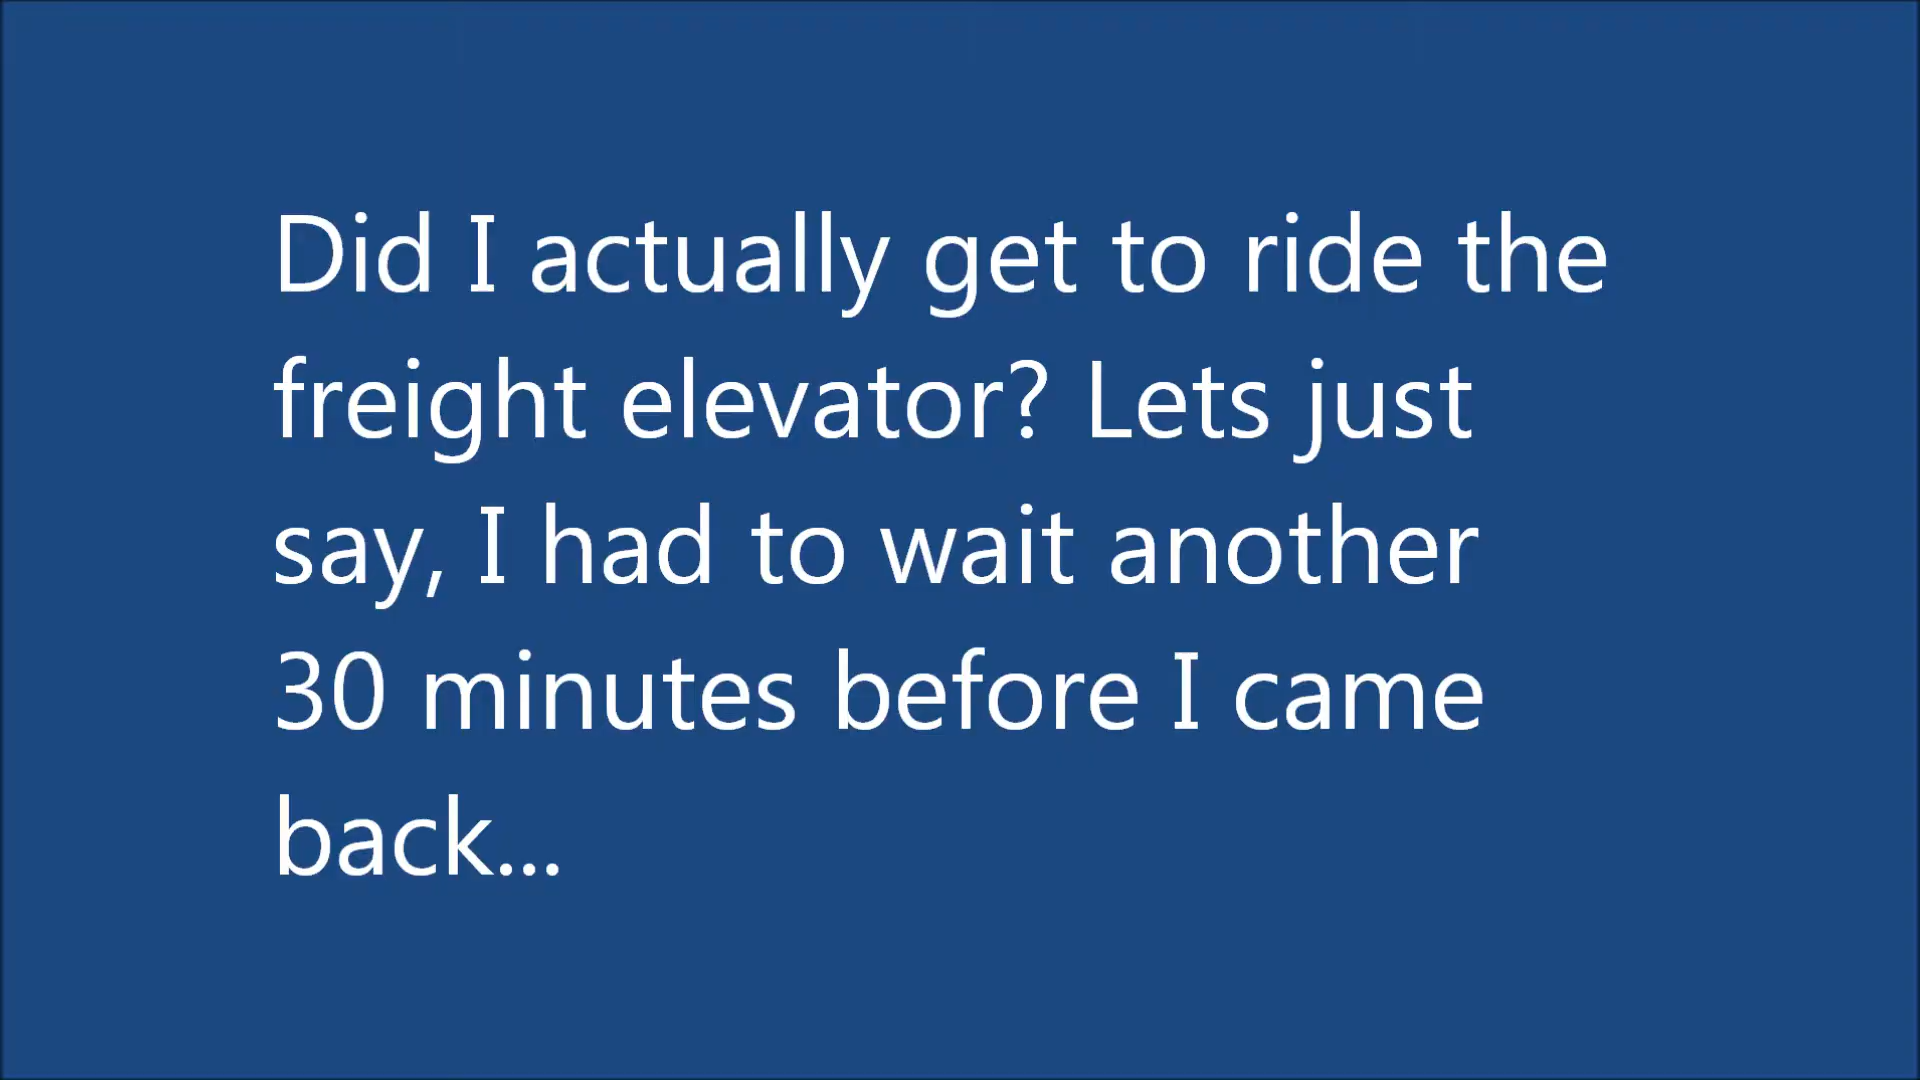 Did I actually get to ride the
freight elevator? Lets just
say, I had to wait another
30 minutes before I came
back...